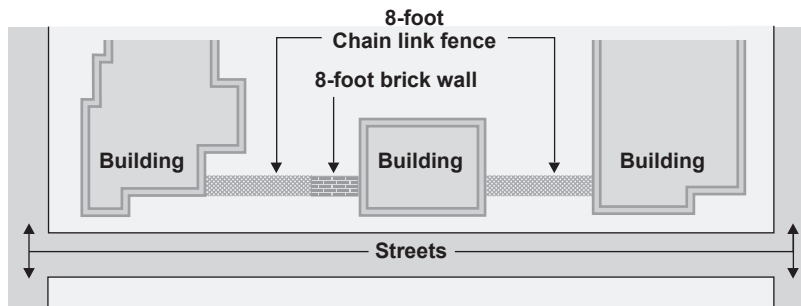 8-foot
Chain link fence
8-foot brick wall
Building
Building
Building
Streets